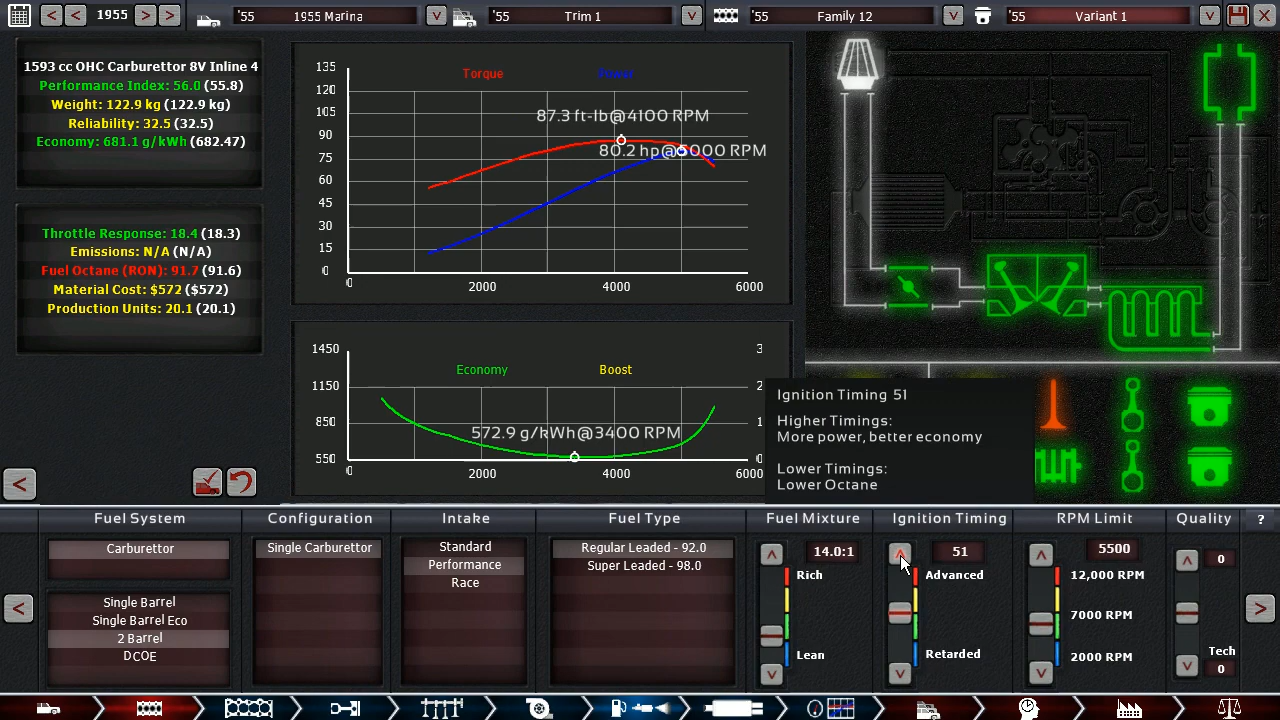 1955
'55 1955 Marina
'55 Trim 1
'55 Family 12
'55 Variant 1
1593 cc OHC Carburettor 8V Inline 4
Performance Index: 56.0 (55.8)
Weight: 122.9 kg (122.9 kg)
Reliability: 32.5 (32.5)
Economy: 681.1 g/kWh (682.47)
Throttle Response: 18.4 (18.3)
Emissions: N/A (N/A)
Fuel Octane (RON): 91.7 (91.6)
Material Cost: $572 ($572)
Production Units: 20.1 (20.1)
135
120
105
90
75
60
45
30
15
0
Torque
Power
87.3 ft-lb@4100 RPM
80.2 hp@5000 RPM
0 2000 4000 6000
1450
1150
850
550
Economy
Boost
3
2
1
0
572.9 g/kWh@3400 RPM
0 2000 4000 6000
Ignition Timing 51
Higher Timings:
More power, better economy
Lower Timings:
Lower Octane
Fuel System
Carburettor
Single Barrel
Single Barrel Eco
2 Barrel
DCOE
Configuration
Single Carburettor
Intake
Standard
Performance
Race
Fuel Type
Regular Leaded - 92.0
Super Leaded - 98.0
Fuel Mixture
14.0:1
Rich
Lean
Ignition Timing
51
Advanced
Retarded
RPM Limit
5500
12,000 RPM
7000 RPM
2000 RPM
Quality
0
Tech
0
?